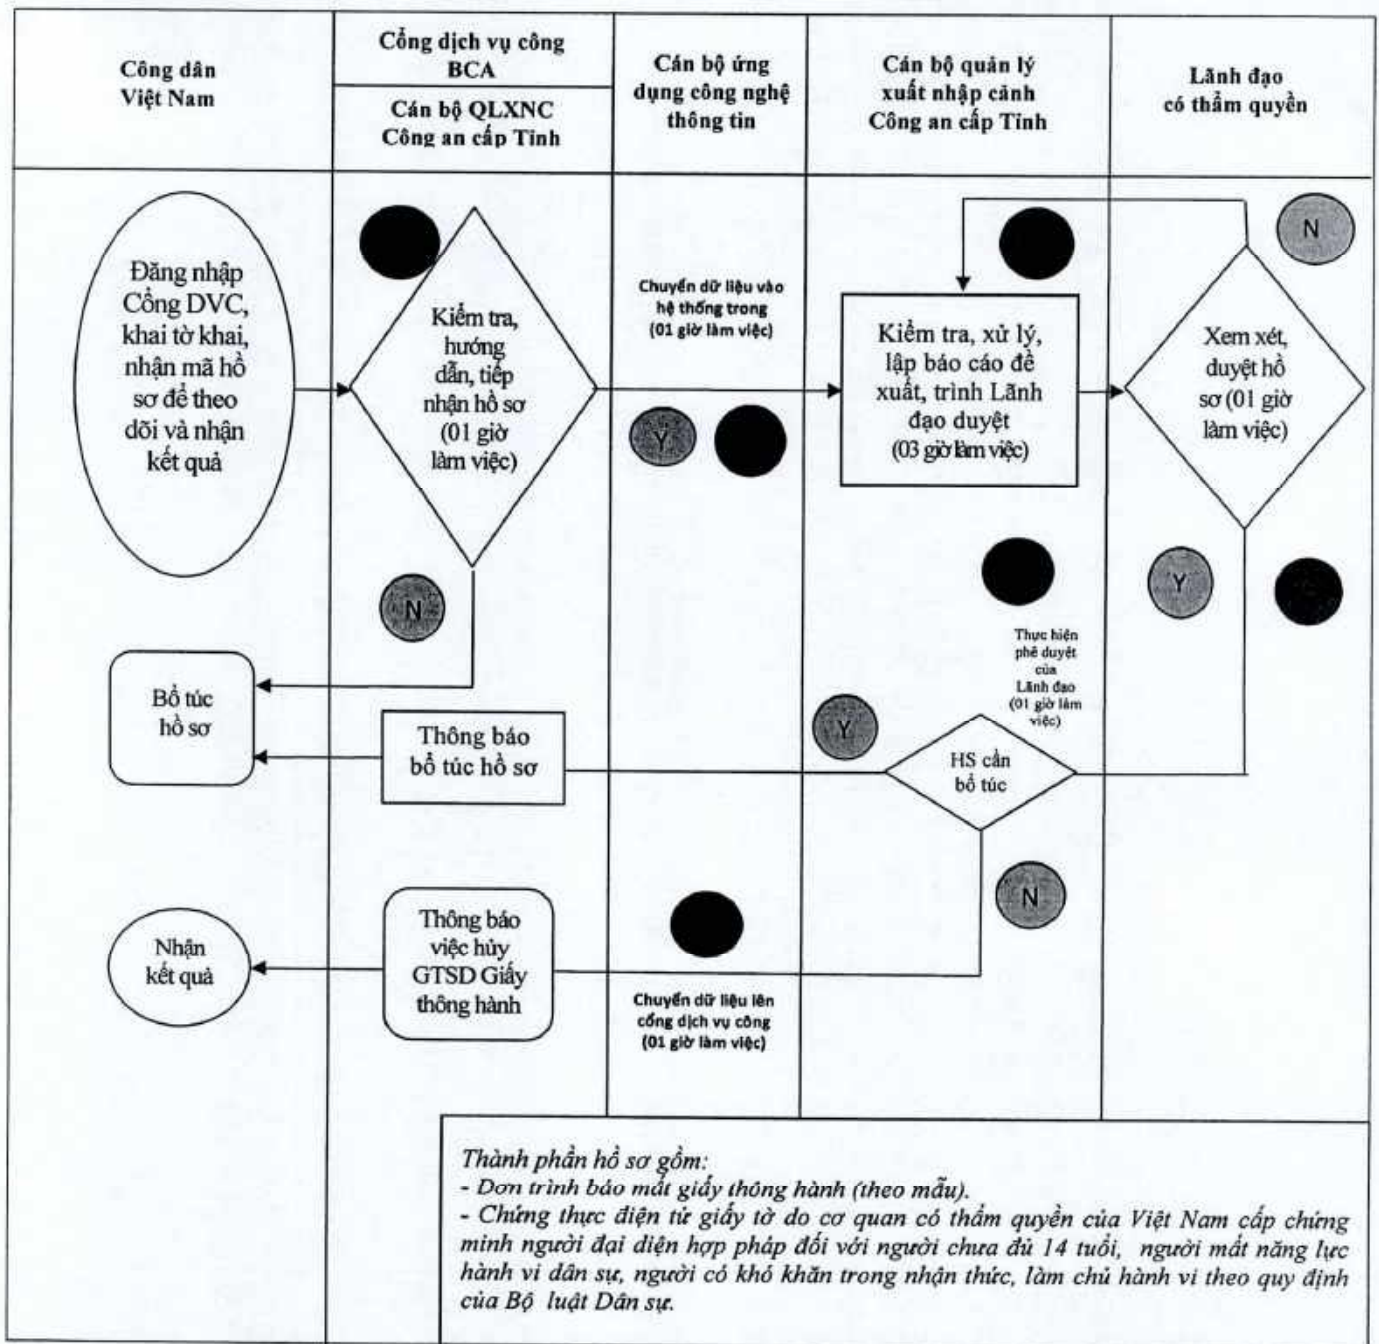 Công dân
Việt Nam
Cổng dịch vụ công
BCA
Cán bộ QLXNC
Công an cấp Tỉnh
Cán bộ ứng
dụng công nghệ
thông tin
Cán bộ quản lý
xuất nhập cảnh
Công an cấp Tỉnh
Lãnh đạo
có thẩm quyền
Đăng nhập
Cổng DVC,
khai tờ khai,
nhận mã hồ
sơ để theo
dõi và nhận
kết quả
Kiểm tra,
hướng
dẫn, tiếp
nhận hồ sơ
(01 giờ
làm việc)
Chuyển dữ liệu vào
hệ thống trong
(01 giờ làm việc)
Y
Kiểm tra, xử lý,
lập báo cáo đề
xuất, trình Lãnh
đạo duyệt
(03 giờ làm việc)
N
Xem xét,
duyệt hồ
sơ (01 giờ
làm việc)
N
Y
Thực hiện
phê duyệt
của
Lãnh đạo
(01 giờ làm
việc)
Bổ túc
hồ sơ
Thông báo
bổ túc hồ sơ
Y
HS cần
bổ túc
N
Nhận
kết quả
Thông báo
việc hủy
GTSD Giấy
thông hành
Chuyển dữ liệu lên
cổng dịch vụ công
(01 giờ làm việc)
Thành phần hồ sơ gồm:
- Đơn trình báo mất giấy thông hành (theo mẫu).
- Chứng thực điện tử giấy tờ do cơ quan có thẩm quyền của Việt Nam cấp chứng
minh người đại diện hợp pháp đối với người chưa đủ 14 tuổi, người mất năng lực
hành vi dân sự, người có khó khăn trong nhận thức, làm chủ hành vi theo quy định
của Bộ luật Dân sự.